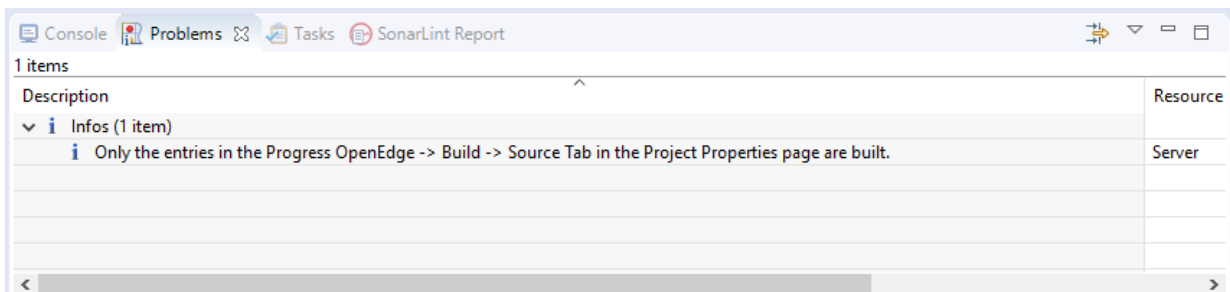 Console Problems Tasks SonarLint Report
1 items
Description Resource
Infos (1 item)
Only the entries in the Progress OpenEdge -> Build -> Source Tab in the Project Properties page are built. Server